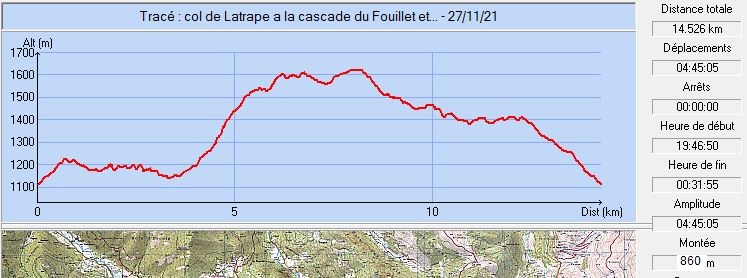 Tracé : col de Latrape a la cascade du Fouillet et... - 27/11/21
Alt (m)
1700
1600
1500
1400
1300
1200
1100
0
5
10
Dist (km)
Distance totale
14.526 km
Déplacements
04:45:05
Arrêts
00:00:00
Heure de début
19:46:50
Heure de fin
00:31:55
Amplitude
04:45:05
Montée
860 m